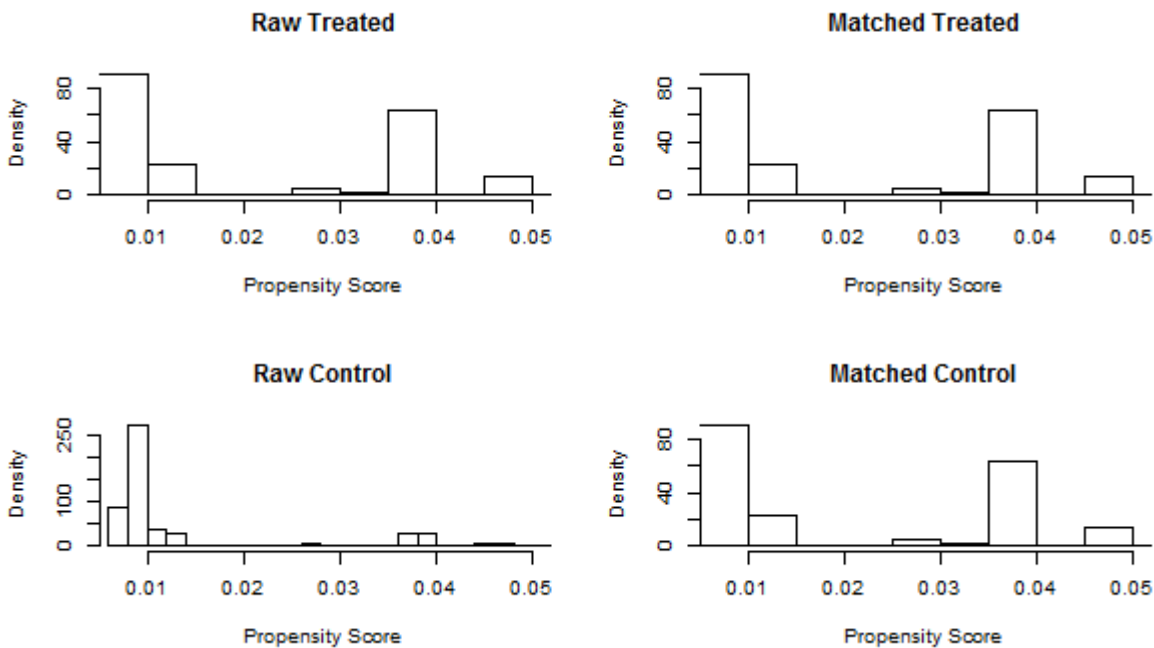 Raw Treated
Density
0 40 80
0.01 0.02 0.03 0.04 0.05
Propensity Score
Matched Treated
Density
0 40 80
0.01 0.02 0.03 0.04 0.05
Propensity Score
Raw Control
Density
0 100 250
0.01 0.02 0.03 0.04 0.05
Propensity Score
Matched Control
Density
0 40 80
0.01 0.02 0.03 0.04 0.05
Propensity Score